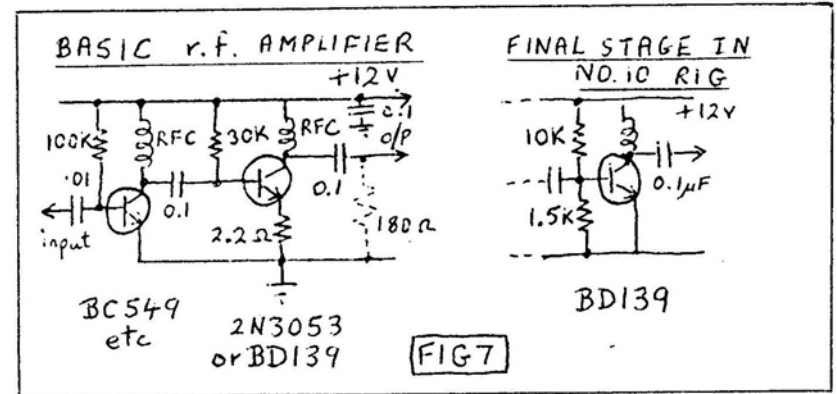 BASIC r.f. AMPLIFIER
+12V
100K
RFC
30K
RFC
0.1
O/P
.01
0.1
0.1
input
2.2Ω
180Ω
BC549
etc
2N3053
or BD139
FINAL STAGE IN
NO.10 RIG
+12V
10K
0.1µF
1.5K
BD139
FIG7